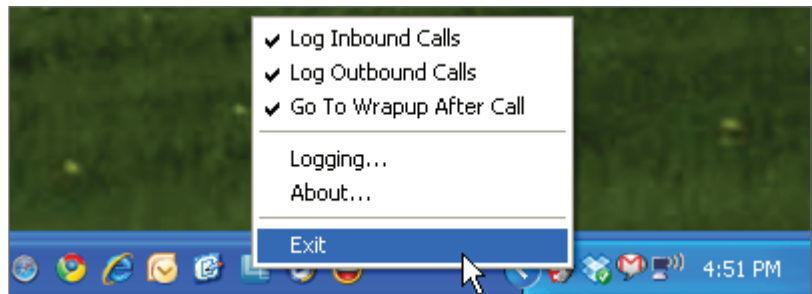 Log Inbound Calls
Log Outbound Calls
Go To Wrapup After Call
Logging...
About...
Exit
4:51 PM